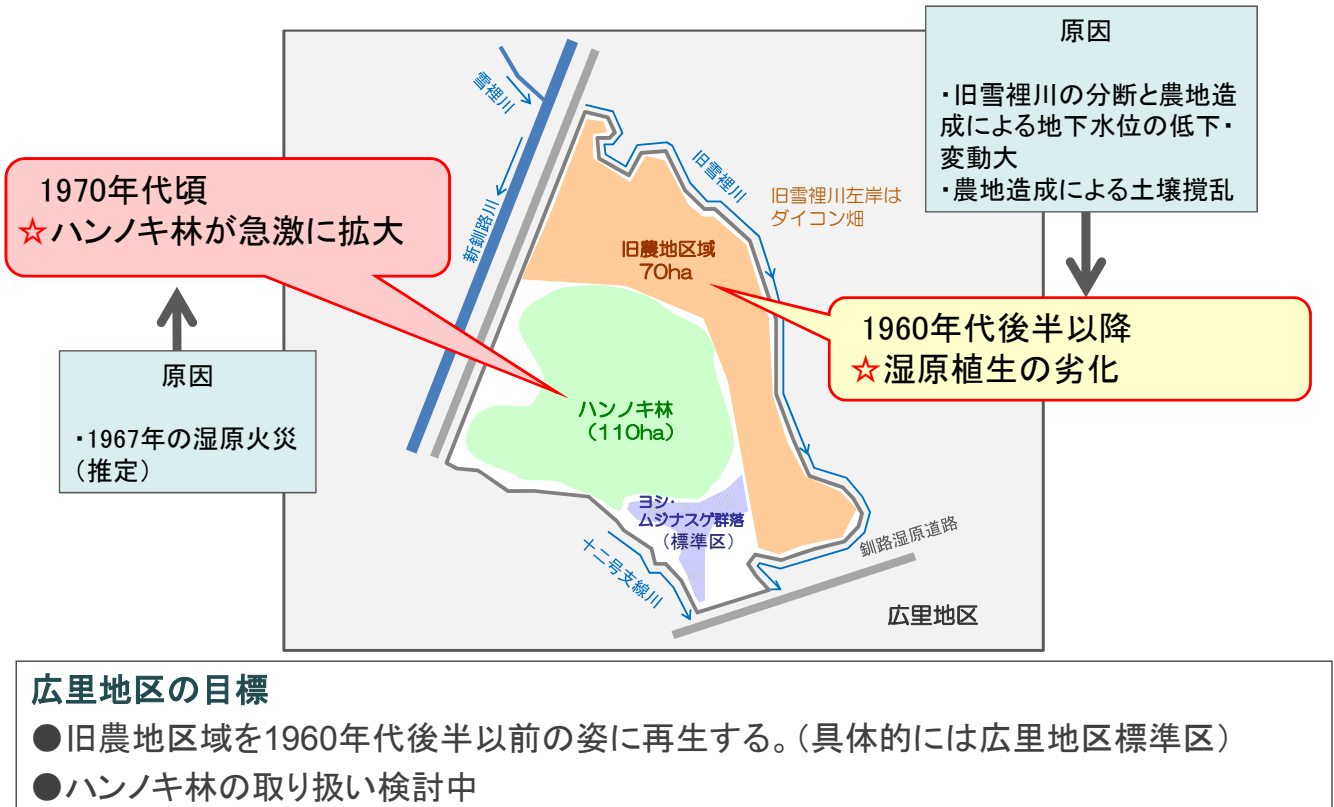 原因
・旧雪裡川の分断と農地造
成による地下水位の低下・
変動大
・農地造成による土壌撹乱
1970年代頃
☆ハンノキ林が急激に拡大
原因
・1967年の湿原火災
（推定）
1960年代後半以降
☆湿原植生の劣化
雪裡川
新釧路川
旧雪裡川
旧雪裡川左岸は
ダイコン畑
旧農地区域
70ha
ハンノキ林
（110ha）
ヨシ・
ムジナスゲ群落
（標準区）
十二号支線川
釧路湿原道路
広里地区
広里地区の目標
●旧農地区域を1960年代後半以前の姿に再生する。（具体的には広里地区標準区）
●ハンノキ林の取り扱い検討中